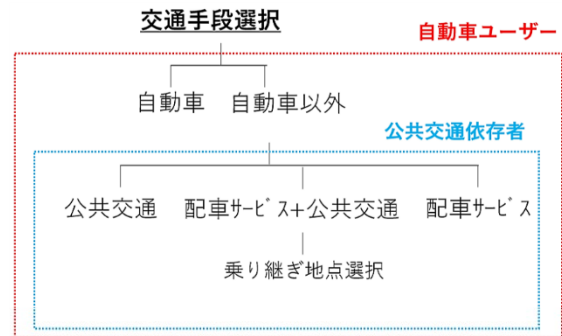 交通手段選択
自動車ユーザー
自動車 自動車以外
公共交通依存者
公共交通 配車ｻｰﾋﾞｽ+公共交通 配車ｻｰﾋﾞｽ
乗り継ぎ地点選択